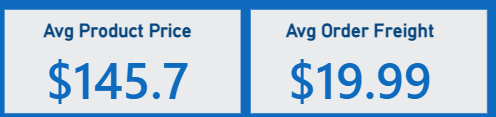 Avg Product Price
$145.7
Avg Order Freight
$19.99